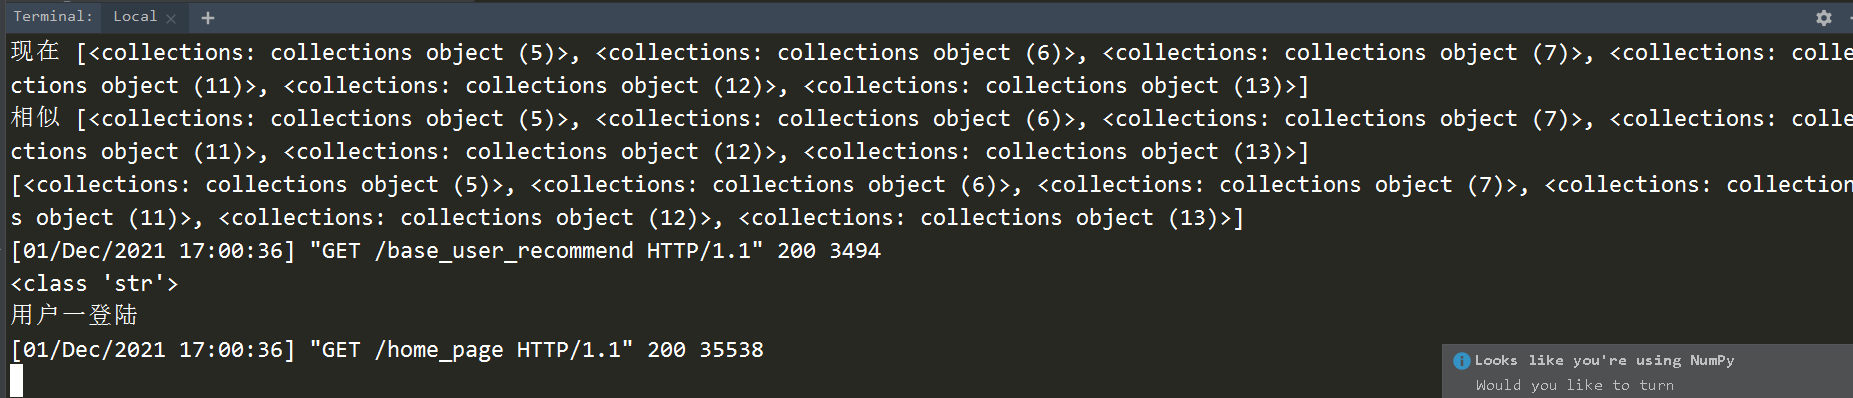 Terminal: Local × +
现在 [<collections: collections object (5)>, <collections: collections object (6)>, <collections: collections object (7)>, <collections: colle
ctions object (11)>, <collections: collections object (12)>, <collections: collections object (13)>]
相似 [<collections: collections object (5)>, <collections: collections object (6)>, <collections: collections object (7)>, <collections: colle
ctions object (11)>, <collections: collections object (12)>, <collections: collections object (13)>]
[<collections: collections object (5)>, <collections: collections object (6)>, <collections: collections object (7)>, <collections: collection
s object (11)>, <collections: collections object (12)>, <collections: collections object (13)>]
[01/Dec/2021 17:00:36] "GET /base_user_recommend HTTP/1.1" 200 3494
<class 'str'>
用户一登陆
[01/Dec/2021 17:00:36] "GET /home_page HTTP/1.1" 200 35538
Looks like you're using NumPy
Would you like to turn